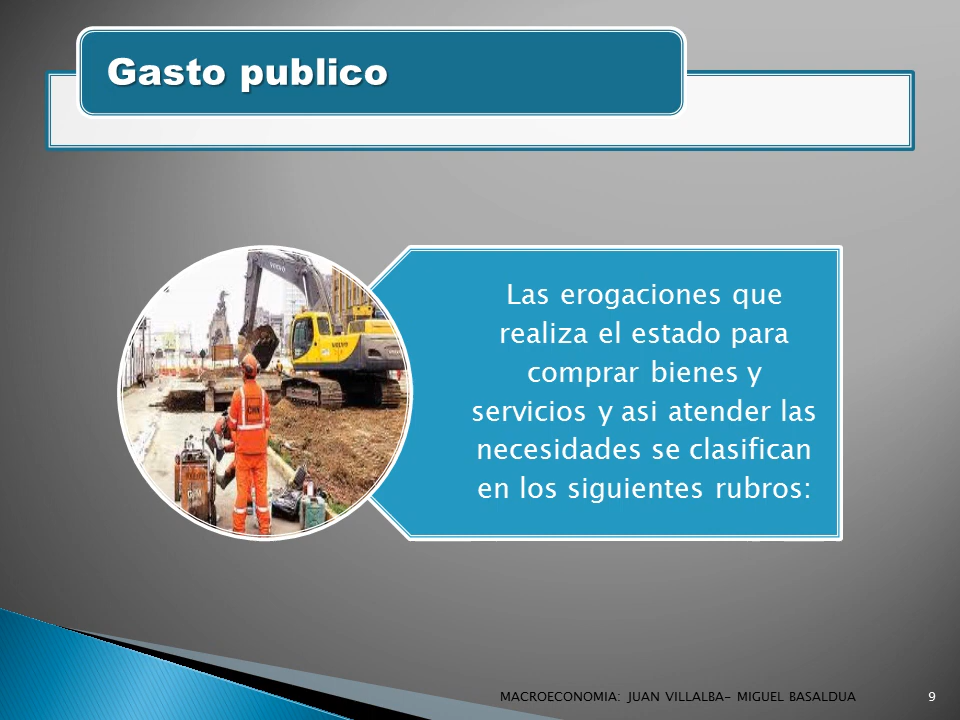 Gasto publico
Las erogaciones que
realiza el estado para
comprar bienes y
servicios y asi atender las
necesidades se clasifican
en los siguientes rubros:
VOLVO
MACROECONOMIA: JUAN VILLALBA- MIGUEL BASALDUA
9